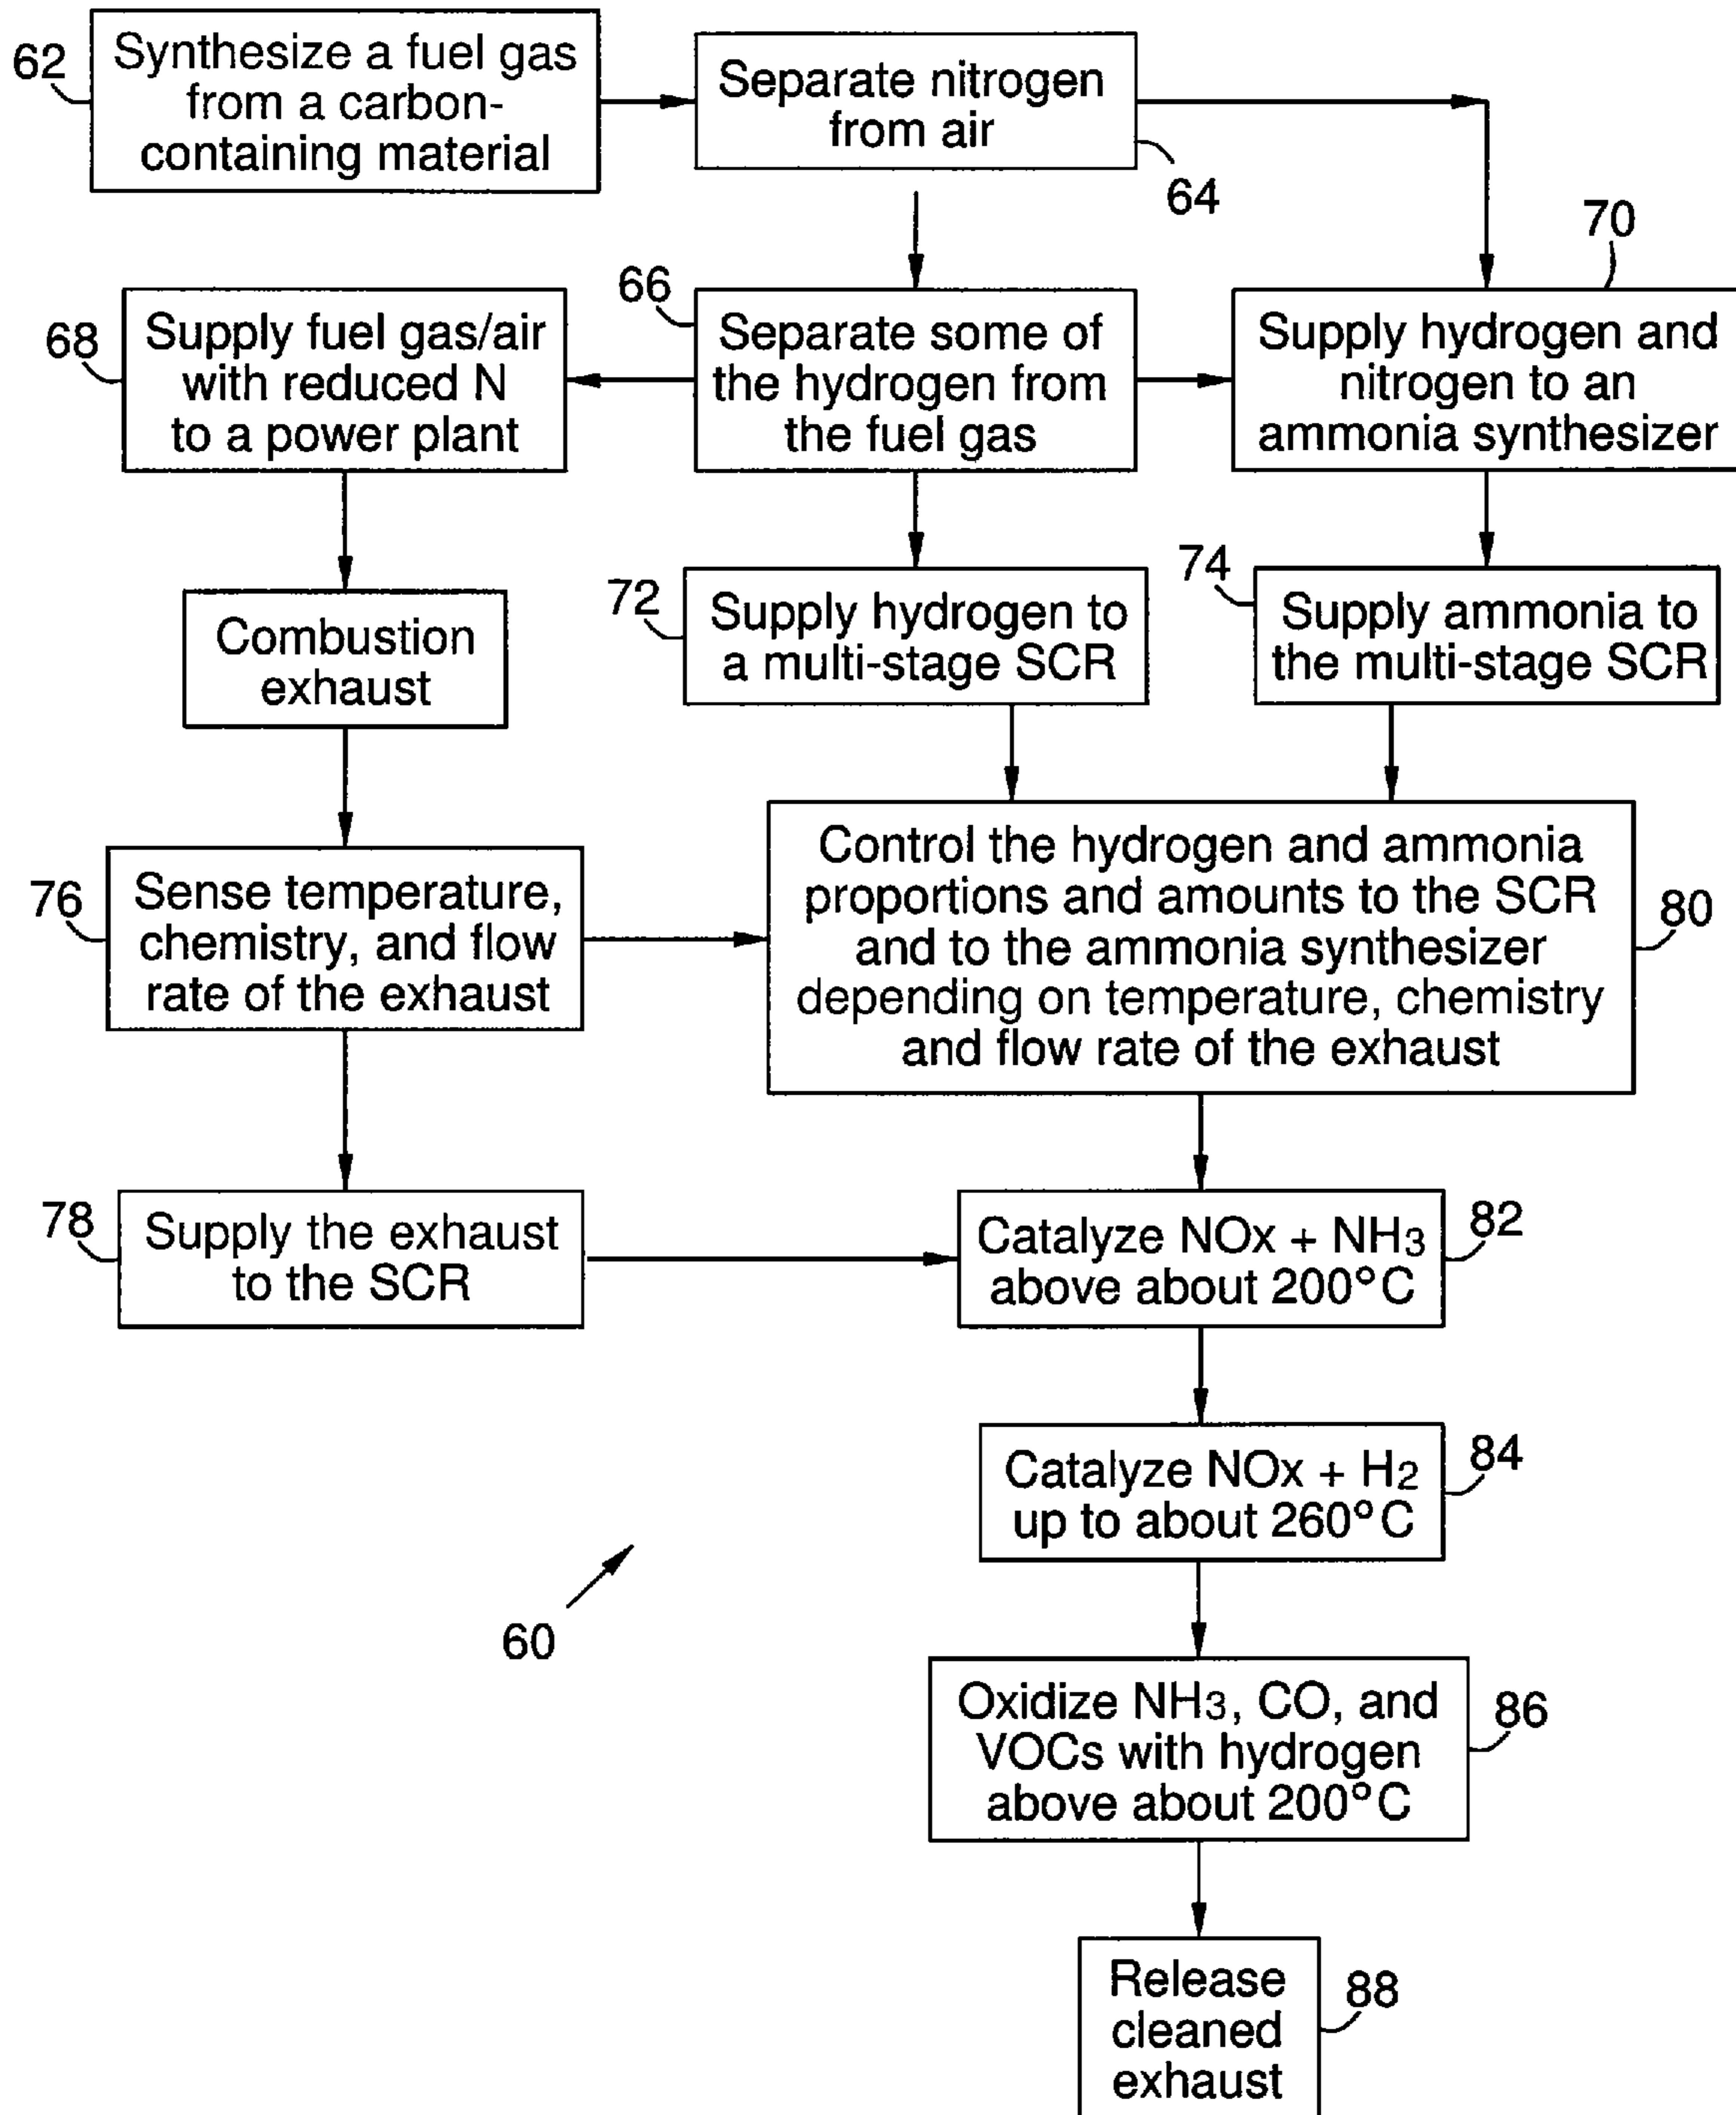 62
Synthesize a fuel gas
from a carbon-
containing material
Separate nitrogen
from air
64
70
66
68
Supply fuel gas/air
with reduced N
to a power plant
Separate some of
the hydrogen from
the fuel gas
Supply hydrogen and
nitrogen to an
ammonia synthesizer
Combustion
exhaust
72
Supply hydrogen to
a multi-stage SCR
74
Supply ammonia to
the multi-stage SCR
76
Sense temperature,
chemistry, and flow
rate of the exhaust
Control the hydrogen and ammonia
proportions and amounts to the SCR
and to the ammonia synthesizer
depending on temperature, chemistry
and flow rate of the exhaust
80
78
Supply the exhaust
to the SCR
Catalyze NOx + NH3
above about 200°C
82
Catalyze NOx + H2
up to about 260°C
84
60
Oxidize NH3, CO, and
VOCs with hydrogen
above about 200°C
86
Release
cleaned
exhaust
88